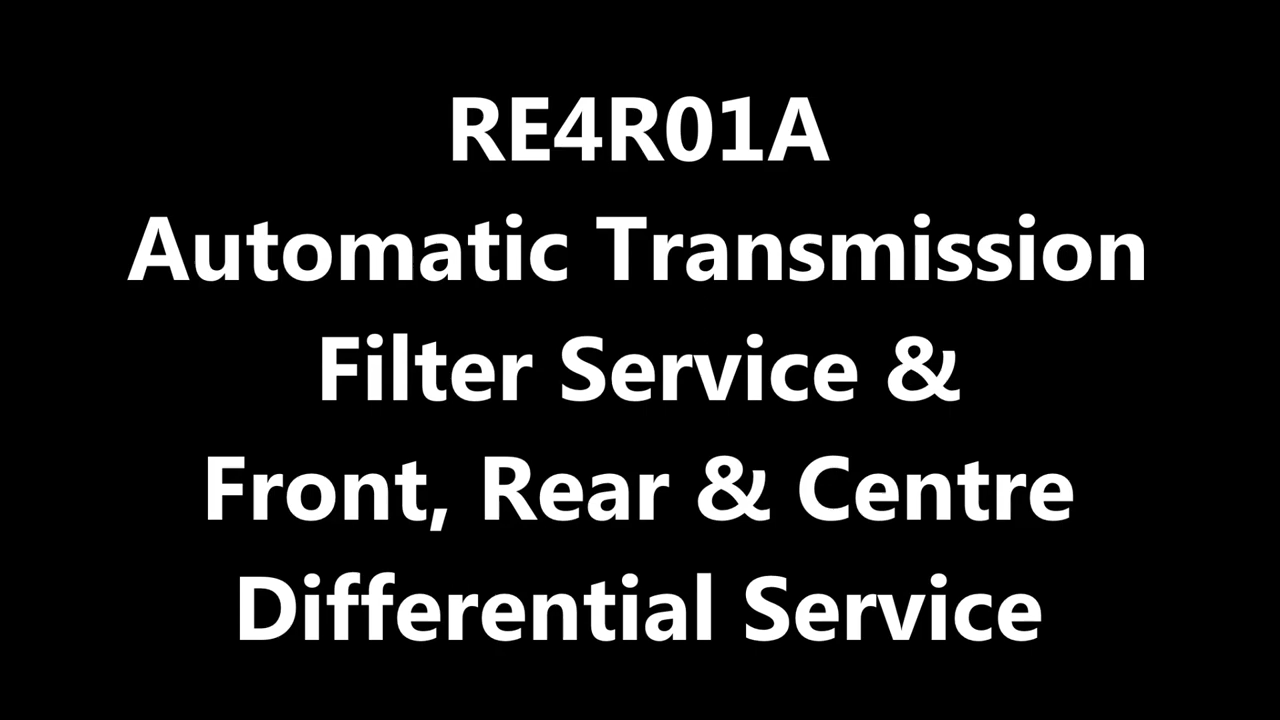 RE4R01A
Automatic Transmission
Filter Service &
Front, Rear & Centre
Differential Service